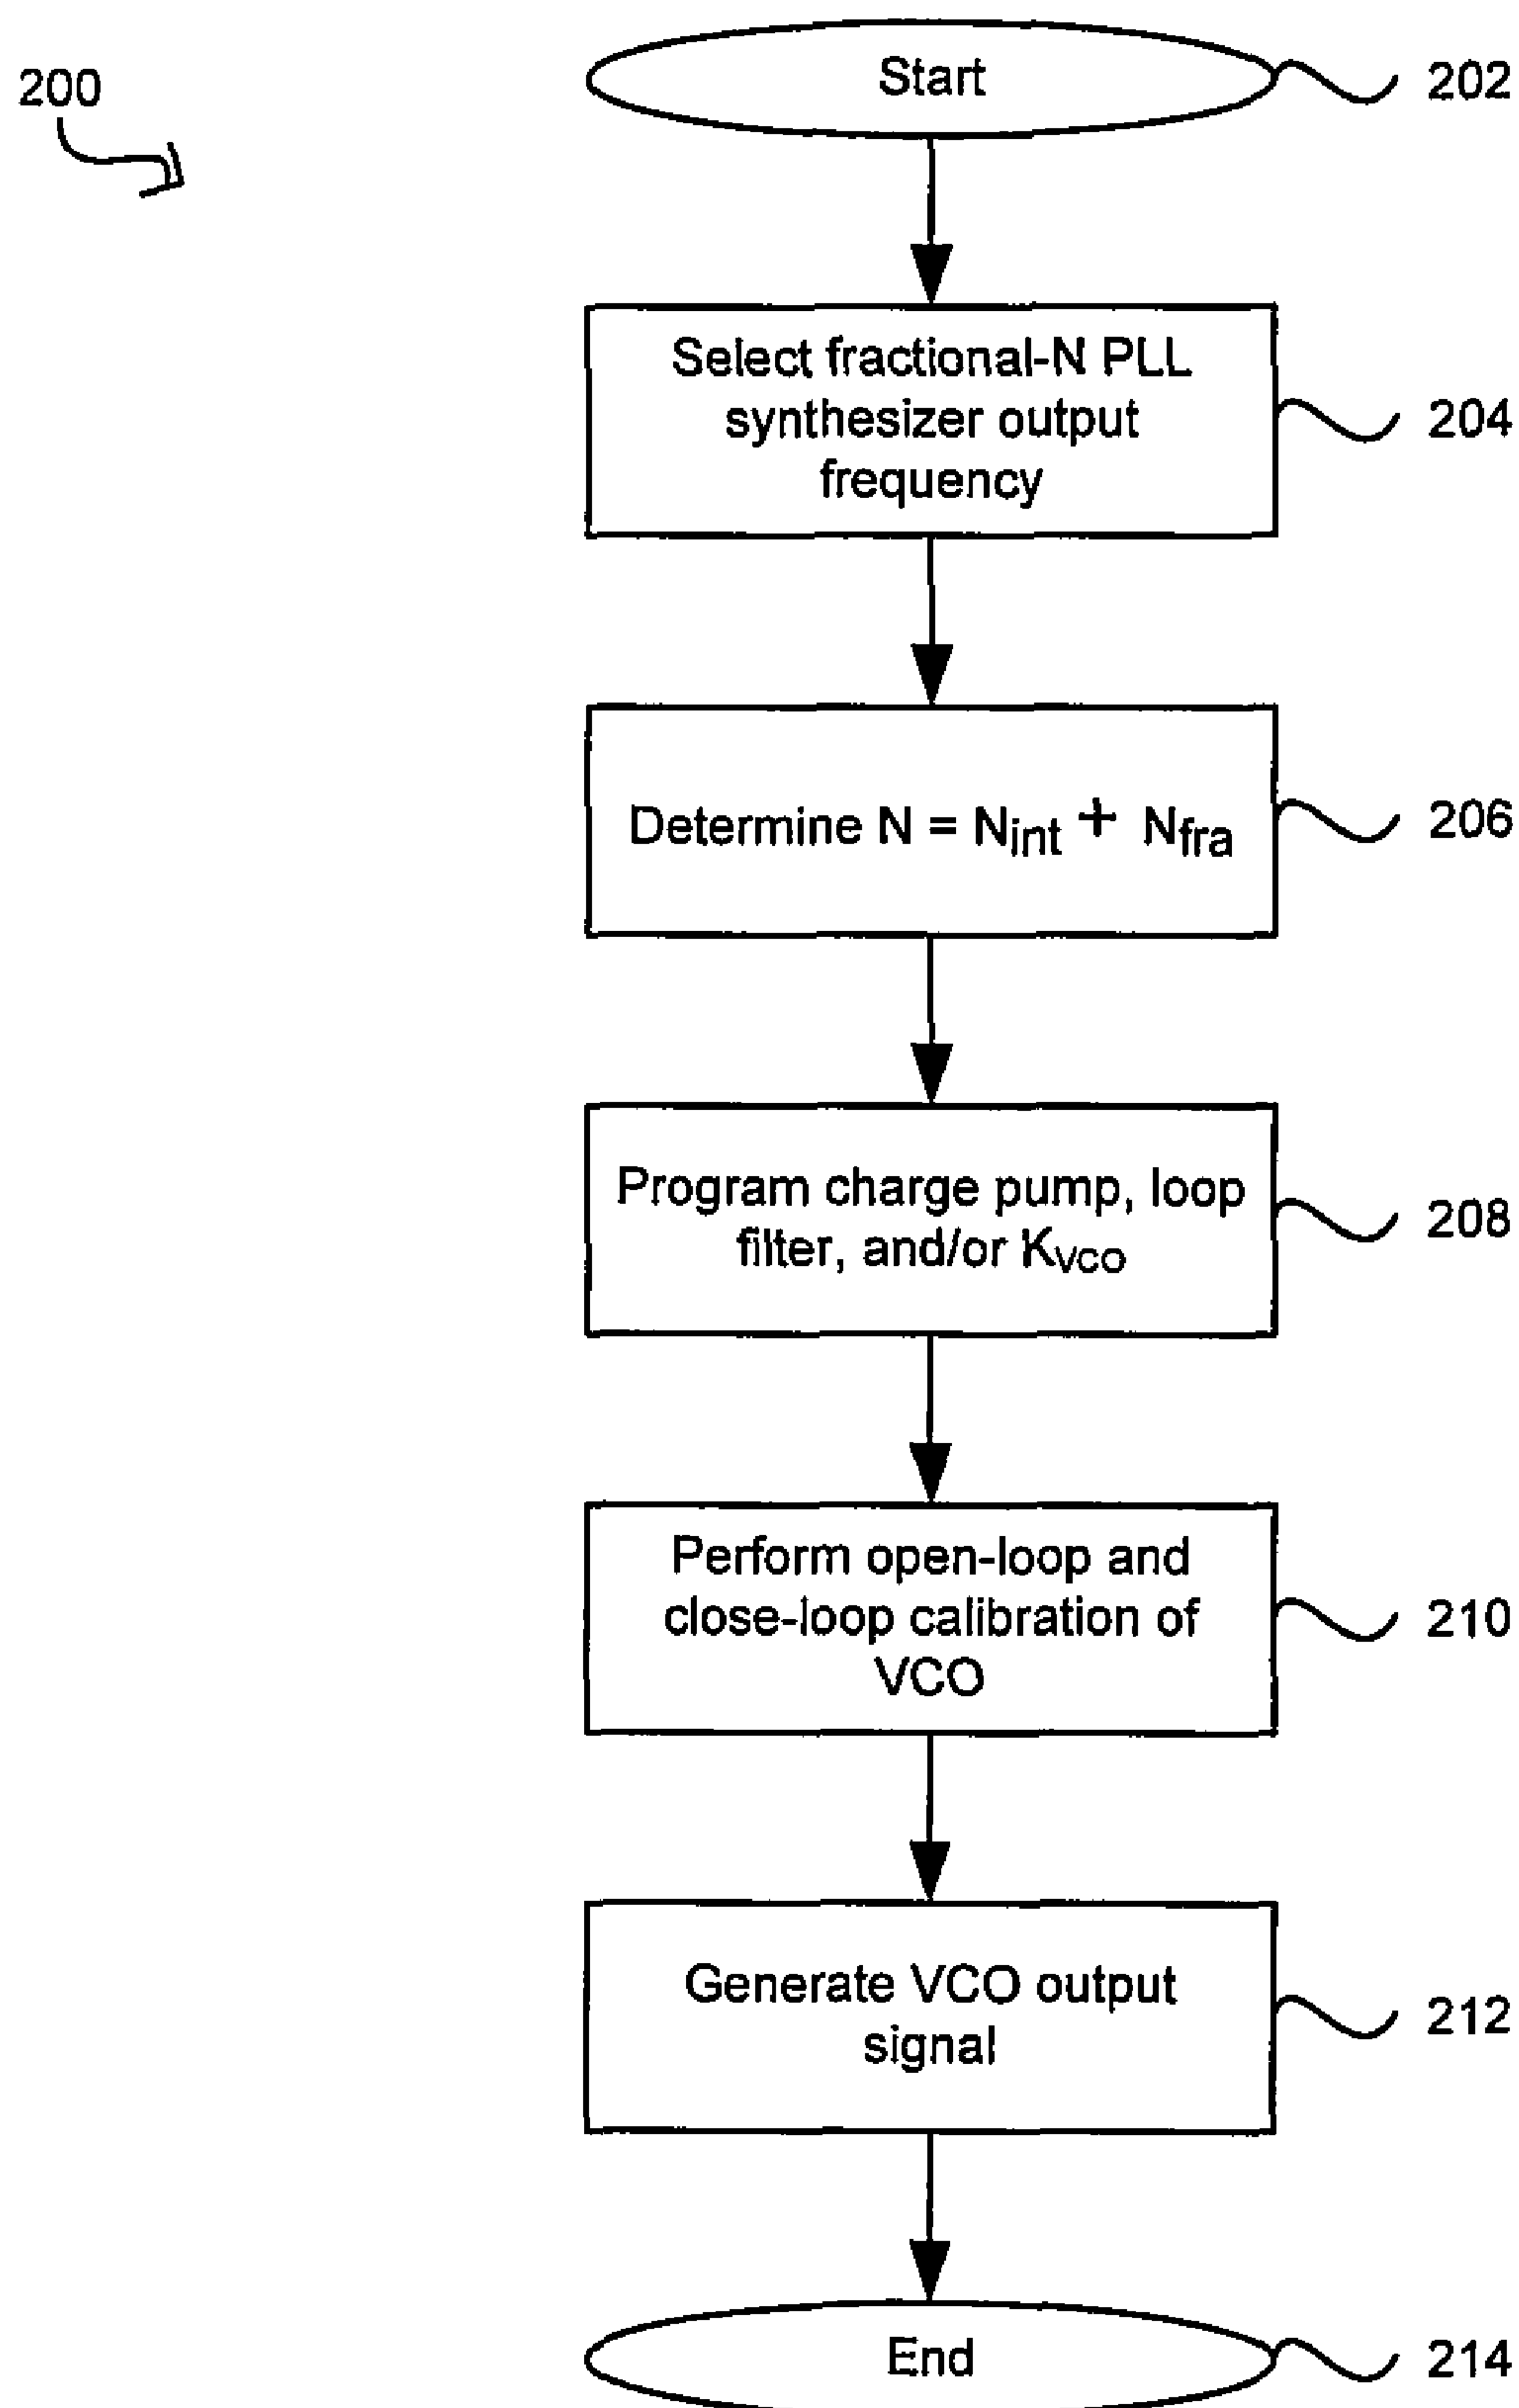 200
Start
202
Select fractional-N PLL
synthesizer output
frequency
204
Determine N = Nint + Nfra
206
Program charge pump, loop
filter, and/or KVCO
208
Perform open-loop and
close-loop calibration of
VCO
210
Generate VCO output
signal
212
End
214